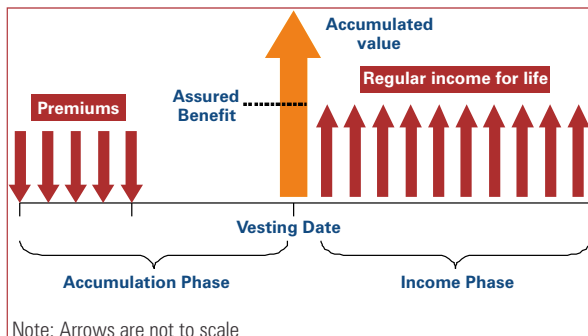 Accumulated
value
Regular income for life
Premiums
Assured
Benefit
Vesting Date
Accumulation Phase
Income Phase
Note: Arrows are not to scale